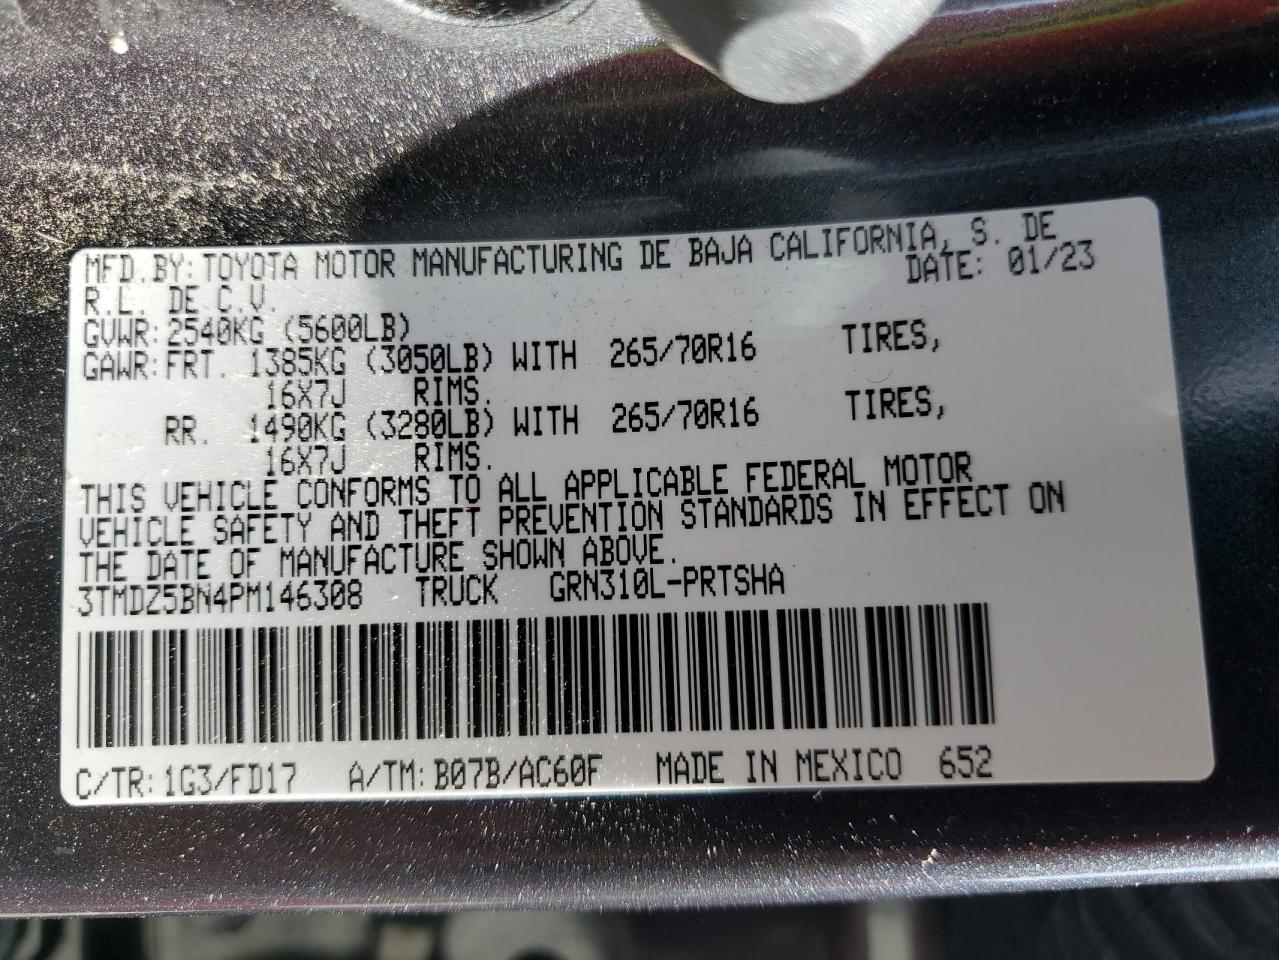 MFD.BY: TOYOTA MOTOR MANUFACTURING DE BAJA CALIFORNIA, S. DE
R.L. DE C.V. DATE: 01/23
GVWR: 2540KG (5600LB)
GAWR: FRT. 1385KG (3050LB) WITH 265/70R16 TIRES,
16X7J RIMS.
RR. 1490KG (3280LB) WITH 265/70R16 TIRES,
16X7J RIMS.
THIS VEHICLE CONFORMS TO ALL APPLICABLE FEDERAL MOTOR
VEHICLE SAFETY AND THEFT PREVENTION STANDARDS IN EFFECT ON
THE DATE OF MANUFACTURE SHOWN ABOVE.
3TMDZ5BN4PM146308 TRUCK GRN310L-PRTSHA
C/TR: 1G3/FD17 A/TM: B07B/AC60F MADE IN MEXICO 652